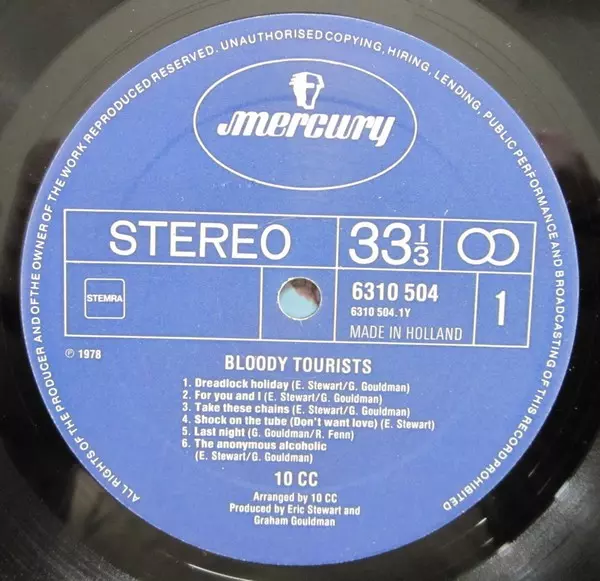 ALL RIGHTS OF THE PRODUCER AND OF THE OWNER OF THE WORK REPRODUCED RESERVED. UNAUTHORISED COPYING, HIRING, LENDING, PUBLIC PERFORMANCE AND BROADCASTING OF THIS RECORD PROHIBITED
mercury
STEREO 33 1/3
STEMRA
6310 504
6310 504.1Y
MADE IN HOLLAND
1
℗ 1978
BLOODY TOURISTS
1. Dreadlock holiday (E. Stewart/G. Gouldman)
2. For you and I (E. Stewart/G. Gouldman)
3. Take these chains (E. Stewart/G. Gouldman)
4. Shock on the tube (Don't want love) (E. Stewart)
5. Last night (G. Gouldman/R. Fenn)
6. The anonymous alcoholic
(E. Stewart/G. Gouldman)
10 CC
Arranged by 10 CC
Produced by Eric Stewart and
Graham Gouldman